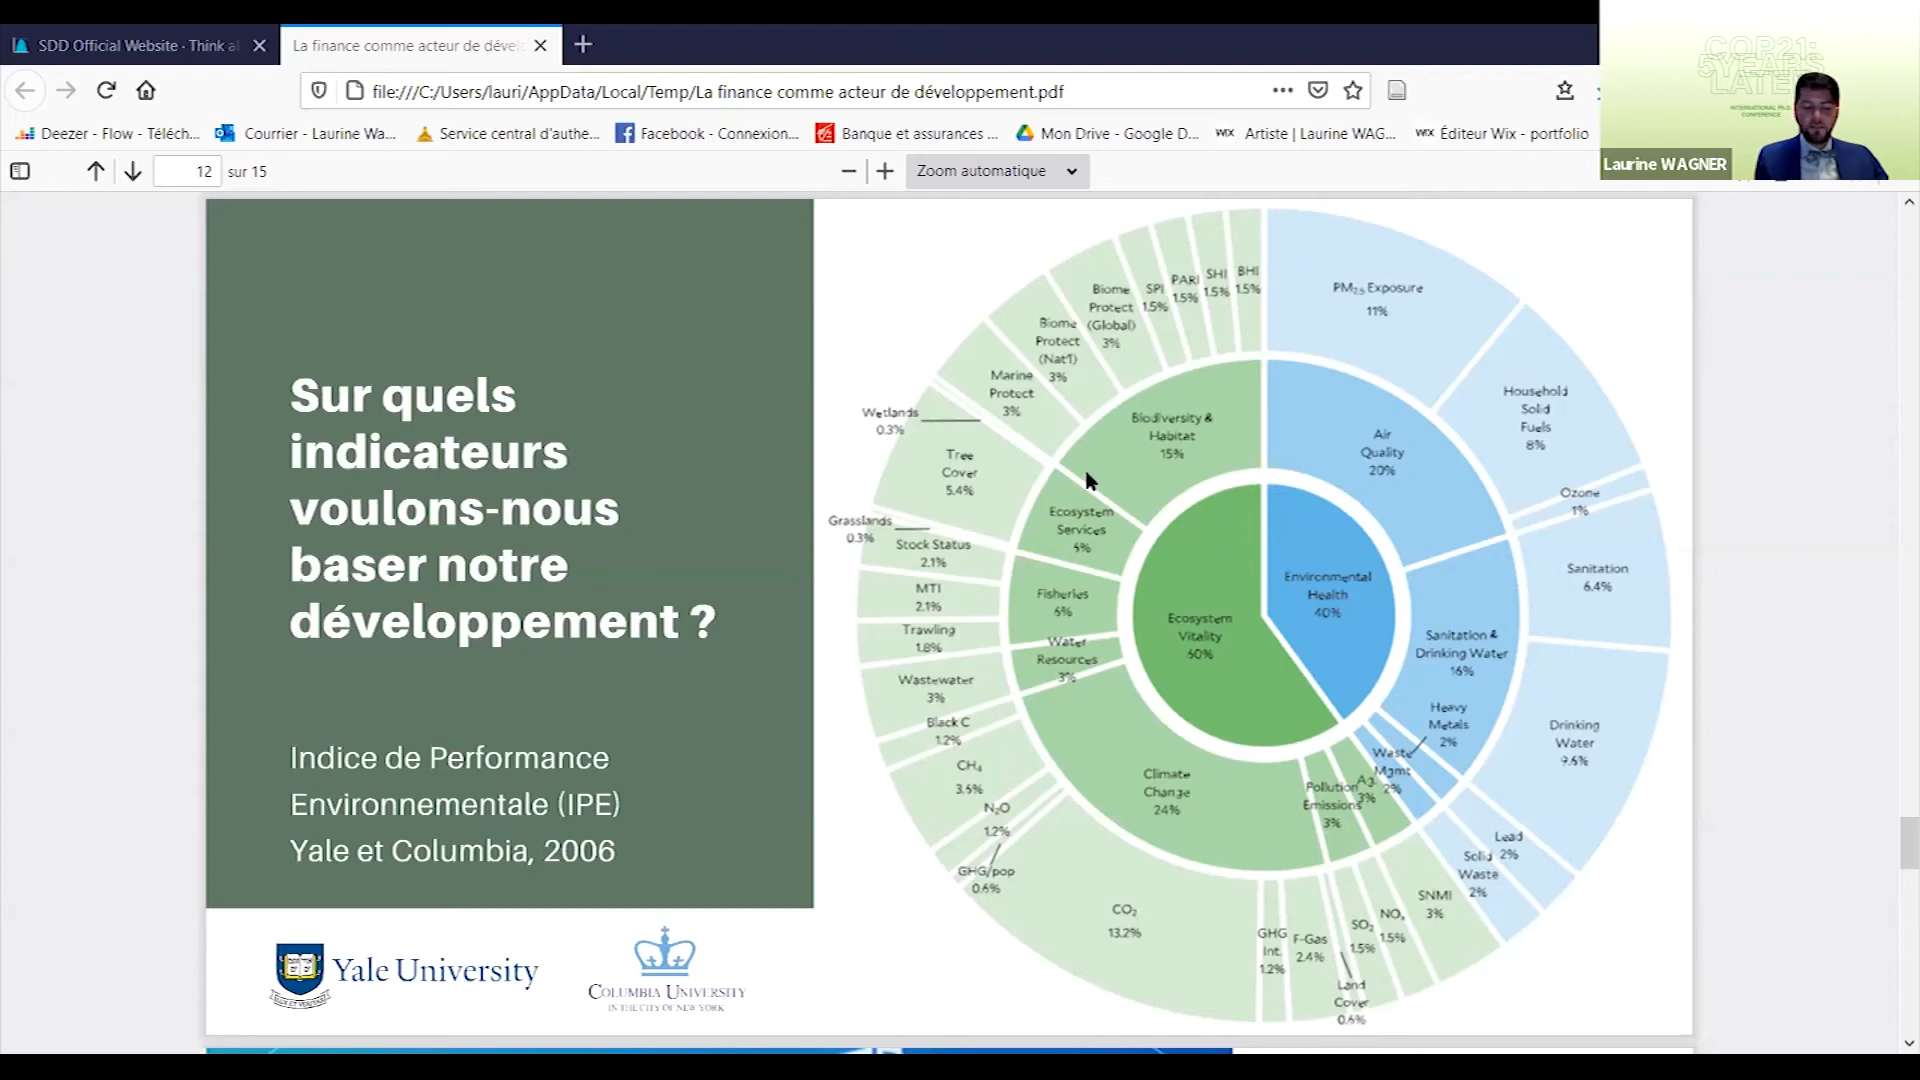 SDD Official Website - Think al
La finance comme acteur de déve
file:///C:/Users/lauri/AppData/Local/Temp/La finance comme acteur de développement.pdf
Deezer - Flow - Téléch...
Courrier - Laurine Wa...
Service central d'authe...
Facebook - Connexion...
Banque et assurances ...
Mon Drive - Google D...
WIX Artiste | Laurine WAG...
WIX Éditeur Wix - portfolio
12 sur 15
Zoom automatique
COP21:
5YEARS
LATER
INTERNATIONAL PH.D.
CONFERENCE
Laurine WAGNER
Sur quels
indicateurs
voulons-nous
baser notre
développement ?
Indice de Performance
Environnementale (IPE)
Yale et Columbia, 2006
Yale University
COLUMBIA UNIVERSITY
IN THE CITY OF NEW YORK
Environmental
Health
40%
Ecosystem
Vitality
60%
Air
Quality
20%
Sanitation &
Drinking Water
16%
Heavy
Metals
2%
Waste
Mgmt
2%
Ag.
3%
Pollution
Emissions
3%
Climate
Change
24%
Water
Resources
3%
Fisheries
6%
Ecosystem
Services
6%
Biodiversity &
Habitat
15%
PM2.5 Exposure
11%
Household
Solid
Fuels
8%
Ozone
1%
Sanitation
6.4%
Drinking
Water
9.6%
Lead
2%
Solid
Waste
2%
SNMI
3%
NOX
1.5%
SO2
1.5%
Land
Cover
0.6%
F-Gas
2.4%
GHG
Int.
1.2%
CO2
13.2%
GHG/pop
0.6%
N2O
1.2%
CH4
3.6%
Black C
1.2%
Wastewater
3%
Trawling
1.8%
MTI
2.1%
Stock Status
2.1%
Grasslands
0.3%
Tree
Cover
5.4%
Wetlands
0.3%
Marine
Protect
3%
Biome
Protect
(Nat'l)
3%
Biome
Protect
(Global)
3%
SPI
1.5%
PARI
1.5%
SHI
1.5%
BHI
1.5%